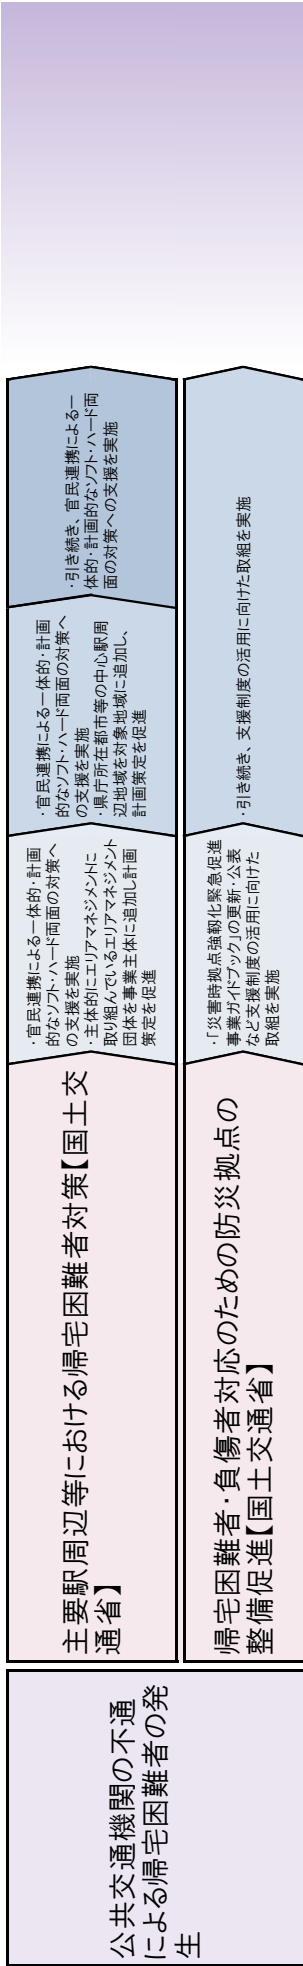 公共交通機関の不通
による帰宅困難者の発
生
主要駅周辺等における帰宅困難者対策【国土交
通省】
・官民連携による一体的・計画
的なソフト・ハード両面の対策へ
の支援を実施
・主体的にエリアマネジメントに
取り組んでいるエリアマネジメント
団体を事業主体に追加し計画
策定を促進
・官民連携による一体的・計画
的なソフト・ハード両面の対策へ
の支援を実施
・県庁所在都市等の中心駅周
辺地域を対象地域に追加し、
計画策定を促進
・引き続き、官民連携による一
体的・計画的なソフト・ハード両
面の対策への支援を実施
帰宅困難者・負傷者対応のための防災拠点の
整備促進【国土交通省】
・「災害時拠点強靱化緊急促進
事業ガイドブック」の更新・公表
など支援制度の活用に向けた
取組を実施
・引き続き、支援制度の活用に向けた取組を実施